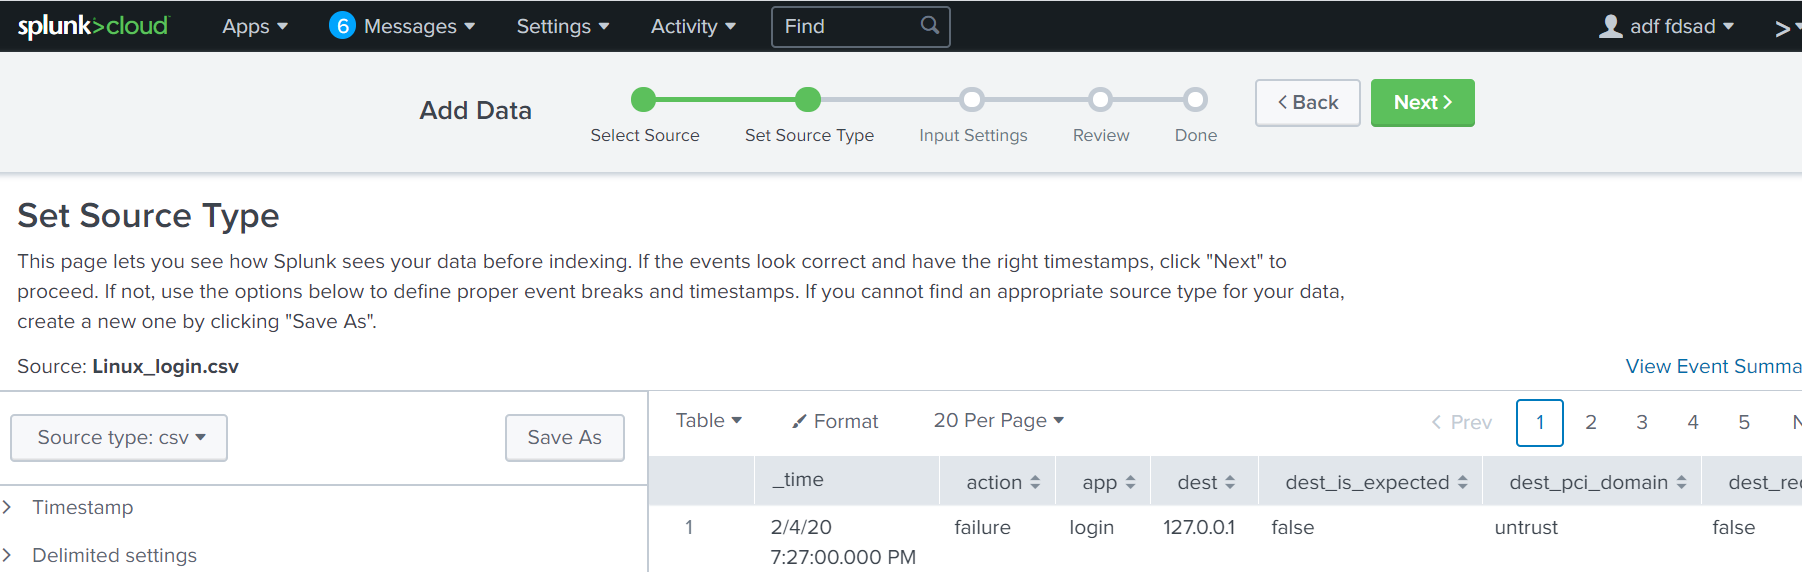 splunk>cloud Apps 6 Messages Settings Activity Find adf fdsad >
Add Data Select Source Set Source Type Input Settings Review Done < Back Next >
Set Source Type
This page lets you see how Splunk sees your data before indexing. If the events look correct and have the right timestamps, click "Next" to
proceed. If not, use the options below to define proper event breaks and timestamps. If you cannot find an appropriate source type for your data,
create a new one by clicking "Save As".
Source: Linux_login.csv View Event Summa
Source type: csv Save As
> Timestamp
> Delimited settings
Table Format 20 Per Page < Prev 1 2 3 4 5 N
_time action app dest dest_is_expected dest_pci_domain dest_rec
1 2/4/20 failure login 127.0.0.1 false untrust false
7:27:00.000 PM